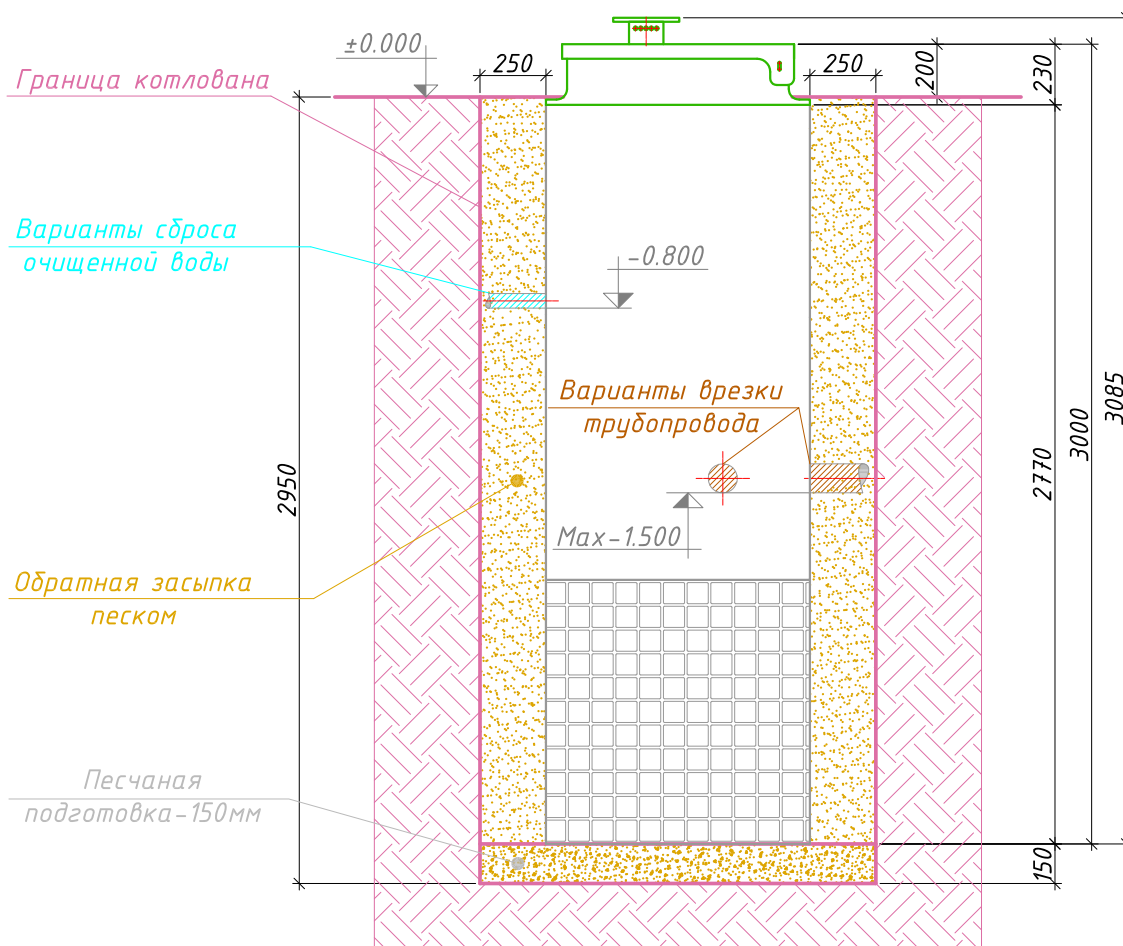 ±0.000
250
250
200
230
Граница котлована
Варианты сброса
очищенной воды
-0.800
Варианты врезки
трубопровода
3085
3000
2770
2950
Max-1.500
Обратная засыпка
песком
Песчаная
подготовка-150мм
150